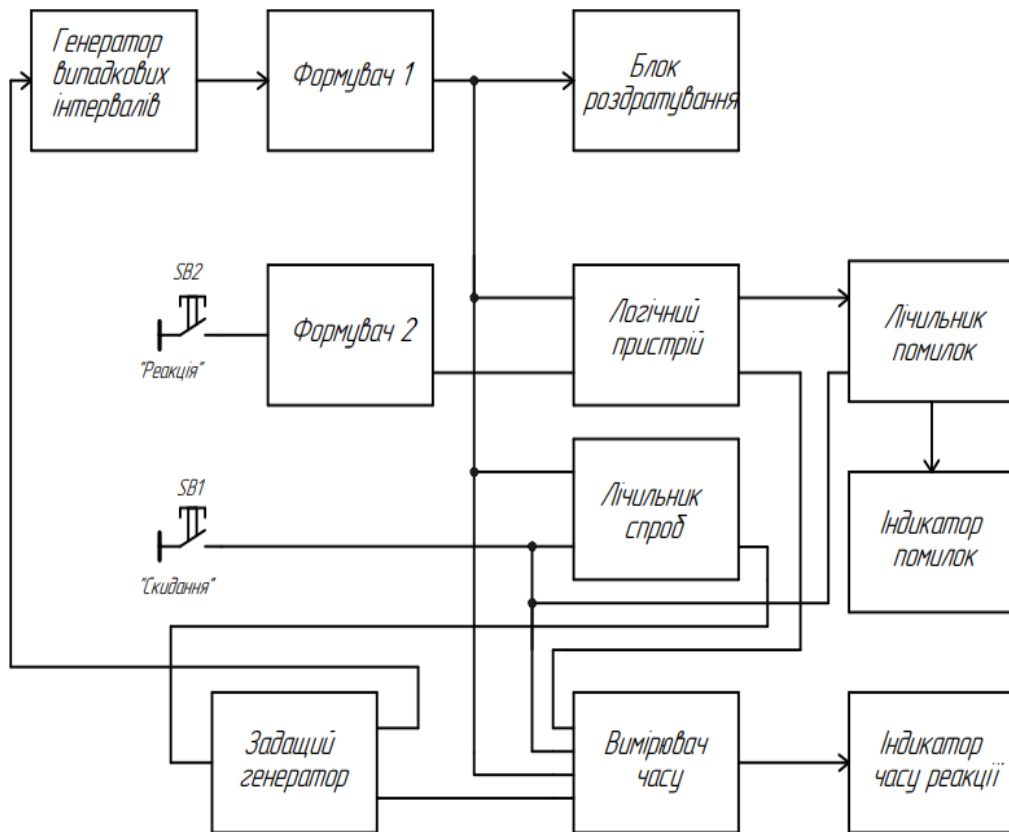 Генератор
випадкових
інтервалів
Формувач 1
Блок
роздратування
SB2
"Реакція"
Формувач 2
Логічний
пристрій
Лічильник
помилок
SB1
"Скидання"
Лічильник
спроб
Індикатор
помилок
Задащий
генератор
Вимірювач
часу
Індикатор
часу реакції